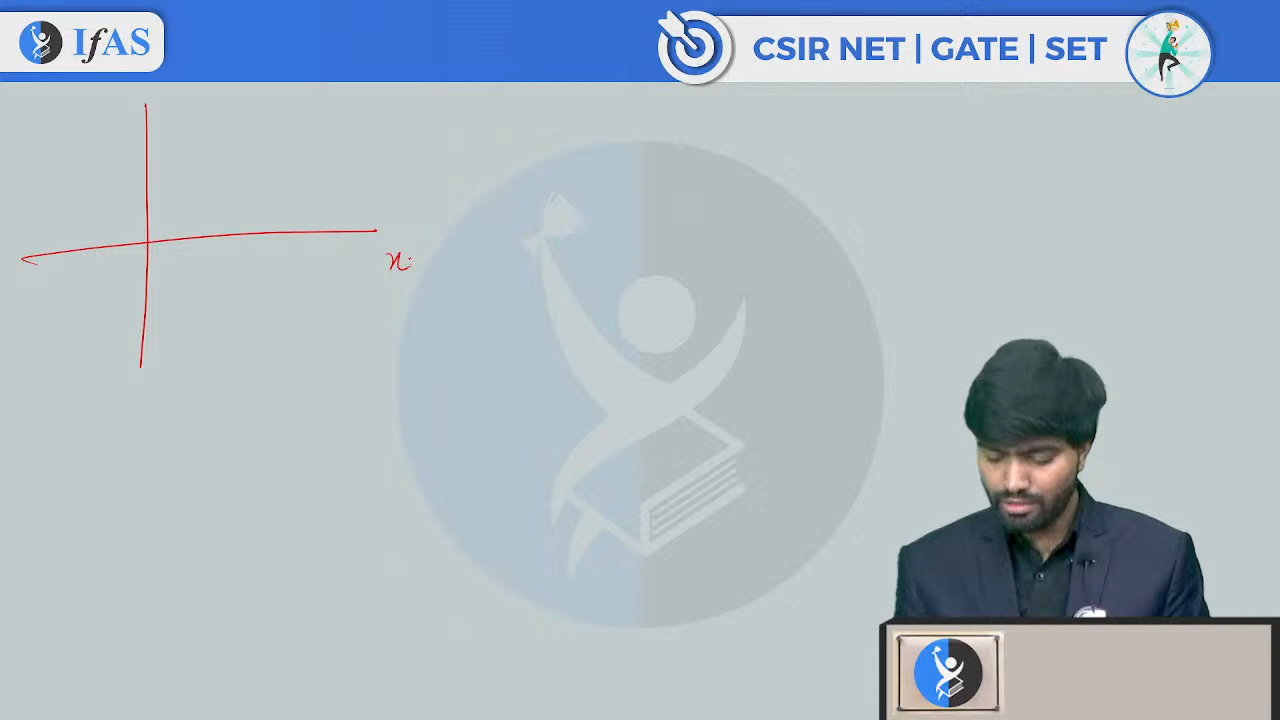 IfAS
CSIR NET | GATE | SET
x